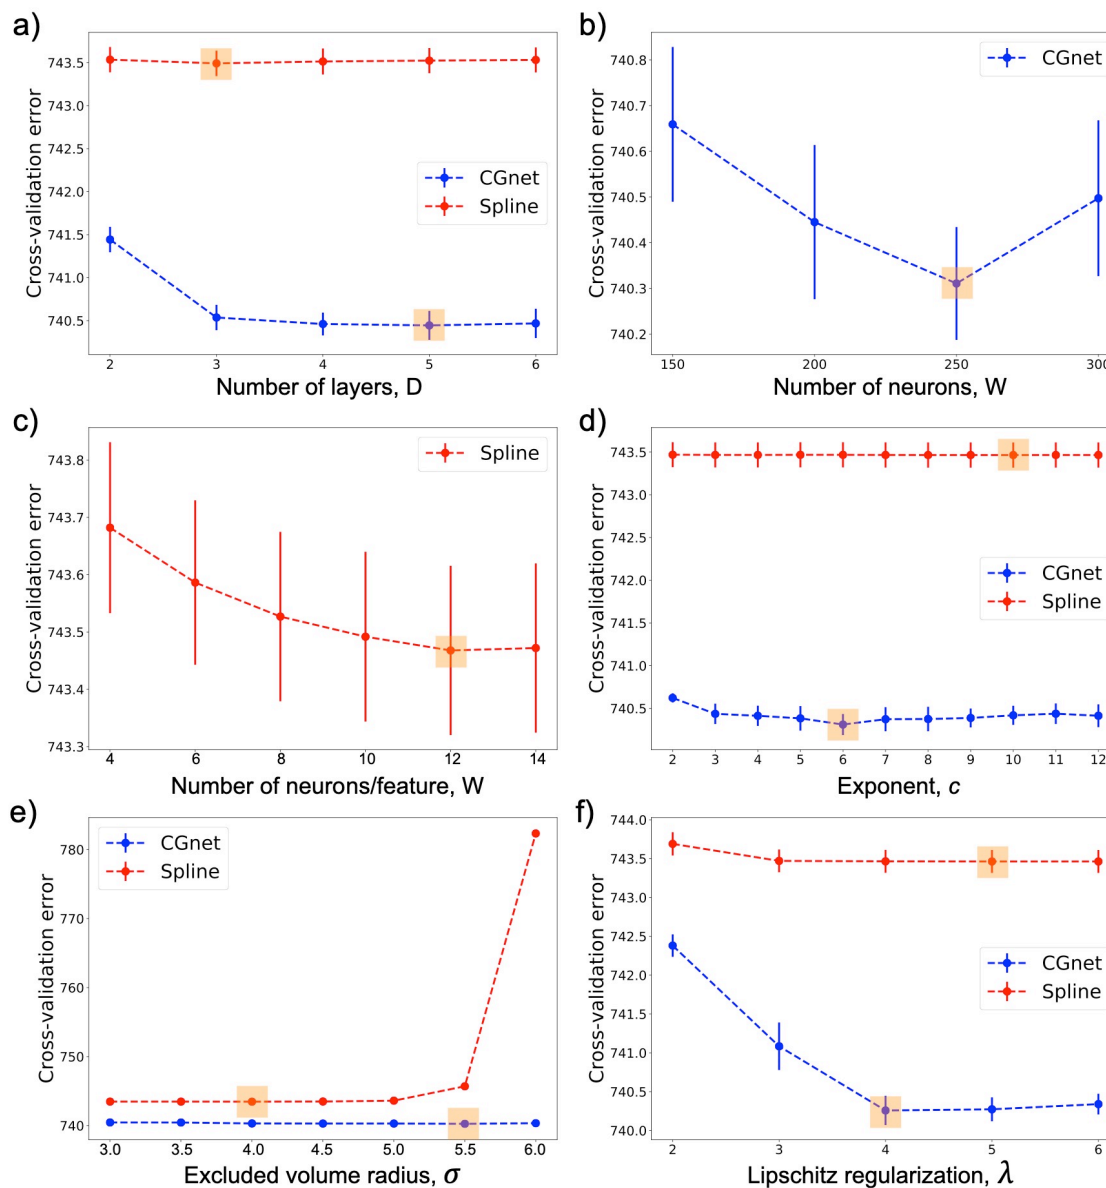 a)
743.5
743.0
742.5
742.0
741.5
741.0
740.5
Cross-validation error
CGnet
Spline
2 3 4 5 6
Number of layers, D
b)
740.8
740.7
740.6
740.5
740.4
740.3
740.2
Cross-validation error
CGnet
150 200 250 300
Number of neurons, W
c)
743.8
743.7
743.6
743.5
743.4
743.3
Cross-validation error
Spline
4 6 8 10 12 14
Number of neurons/feature, W
d)
743.5
743.0
742.5
742.0
741.5
741.0
740.5
Cross-validation error
CGnet
Spline
2 3 4 5 6 7 8 9 10 11 12
Exponent, c
e)
780
770
760
750
740
Cross-validation error
CGnet
Spline
3.0 3.5 4.0 4.5 5.0 5.5 6.0
Excluded volume radius, σ
f)
744.0
743.5
743.0
742.5
742.0
741.5
741.0
740.5
740.0
Cross-validation error
CGnet
Spline
2 3 4 5 6
Lipschitz regularization, λ